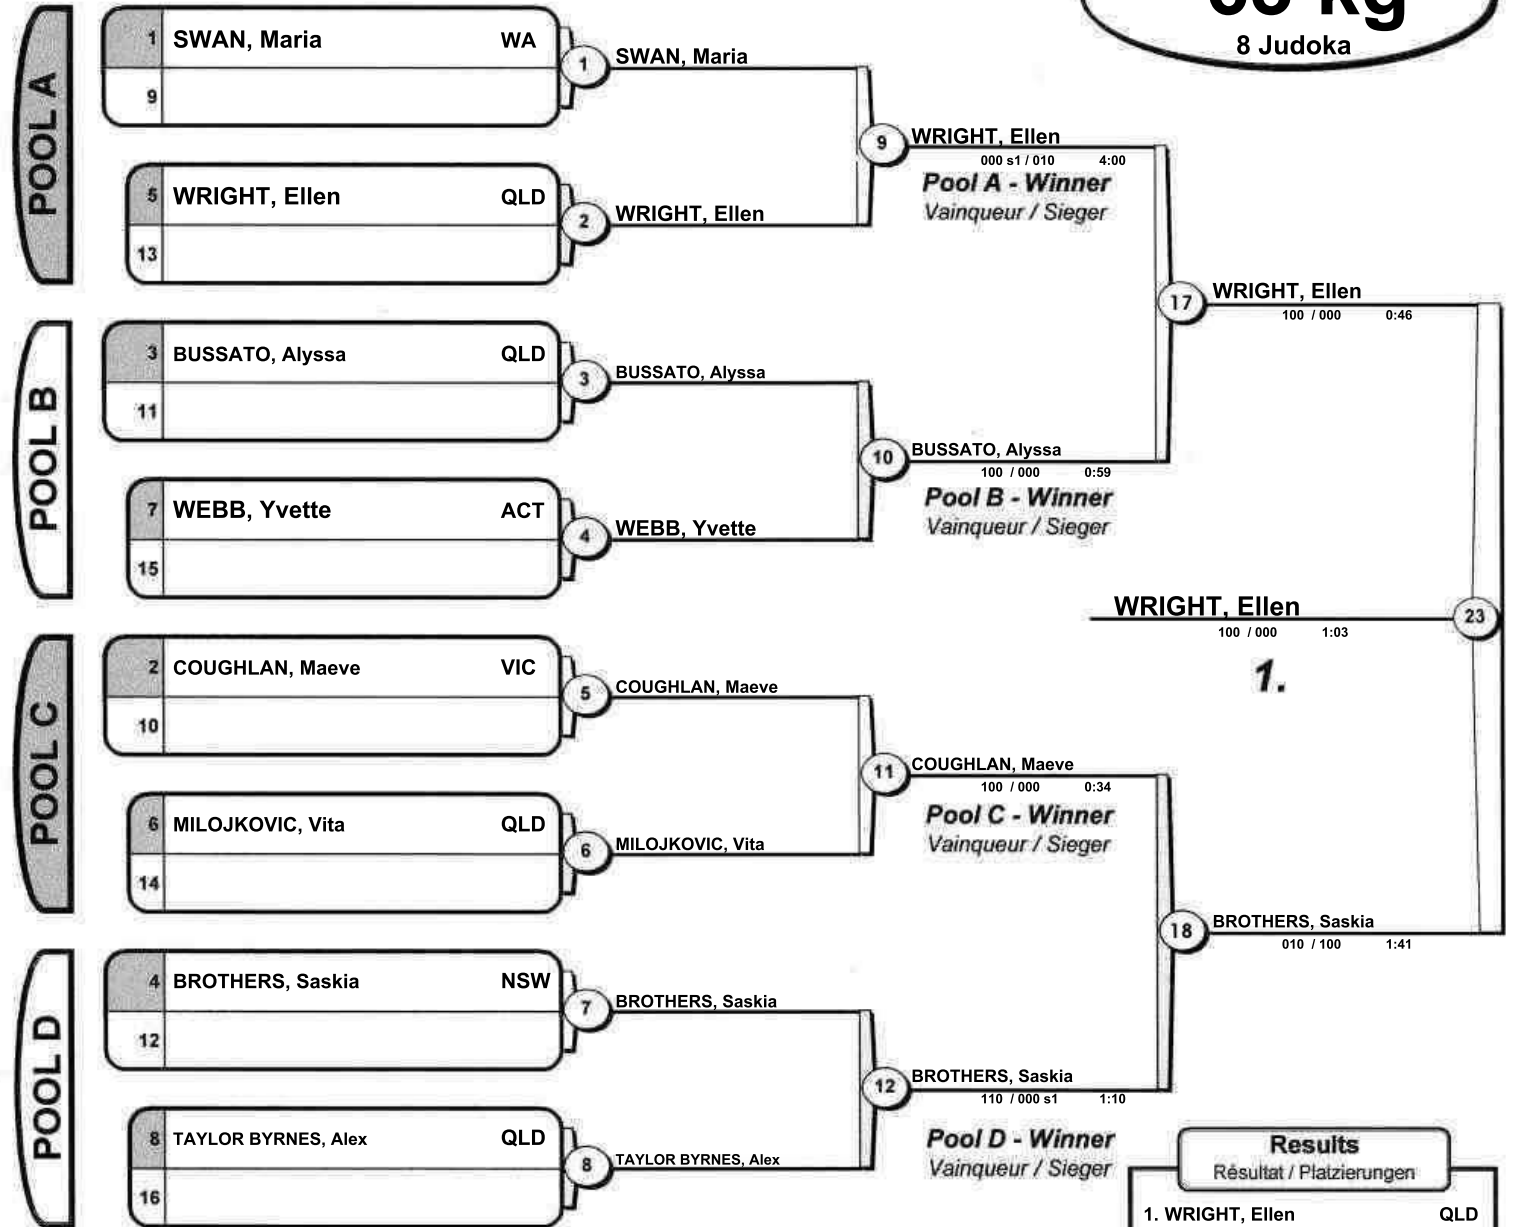 kg
8 Judoka
POOL A
1 SWAN, Maria WA
9
1
SWAN, Maria
5 WRIGHT, Ellen QLD
13
2
WRIGHT, Ellen
9
WRIGHT, Ellen
000 s1 / 010 4:00
Pool A - Winner
Vainqueur / Sieger
POOL B
3 BUSSATO, Alyssa QLD
11
3
BUSSATO, Alyssa
7 WEBB, Yvette ACT
15
4
WEBB, Yvette
10
BUSSATO, Alyssa
100 / 000 0:59
Pool B - Winner
Vainqueur / Sieger
17
WRIGHT, Ellen
100 / 000 0:46
WRIGHT, Ellen
23
100 / 000 1:03
1.
POOL C
2 COUGHLAN, Maeve VIC
10
5
COUGHLAN, Maeve
6 MILOJKOVIC, Vita QLD
14
6
MILOJKOVIC, Vita
11
COUGHLAN, Maeve
100 / 000 0:34
Pool C - Winner
Vainqueur / Sieger
POOL D
4 BROTHERS, Saskia NSW
12
7
BROTHERS, Saskia
8 TAYLOR BYRNES, Alex QLD
16
8
TAYLOR BYRNES, Alex
12
BROTHERS, Saskia
110 / 000 s1 1:10
Pool D - Winner
Vainqueur / Sieger
18
BROTHERS, Saskia
010 / 100 1:41
Results
Résultat / Platzierungen
1. WRIGHT, Ellen QLD